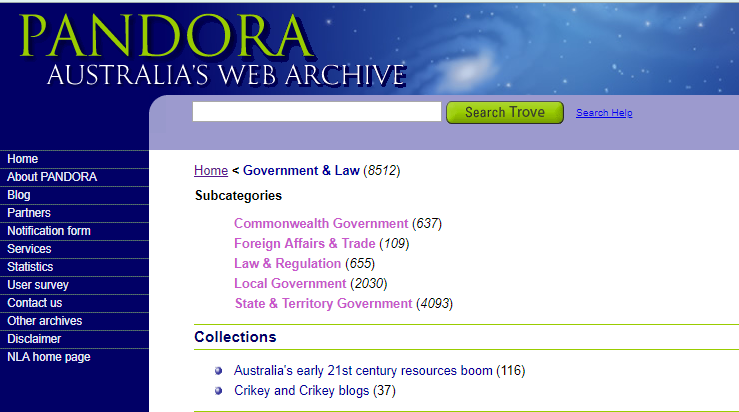 PANDORA
AUSTRALIA'S WEB ARCHIVE
Search Trove Search Help
Home
About PANDORA
Blog
Partners
Notification form
Services
Statistics
User survey
Contact us
Other archives
Disclaimer
NLA home page
Home < Government & Law (8512)
Subcategories
Commonwealth Government (637)
Foreign Affairs & Trade (109)
Law & Regulation (655)
Local Government (2030)
State & Territory Government (4093)
Collections
Australia's early 21st century resources boom (116)
Crikey and Crikey blogs (37)